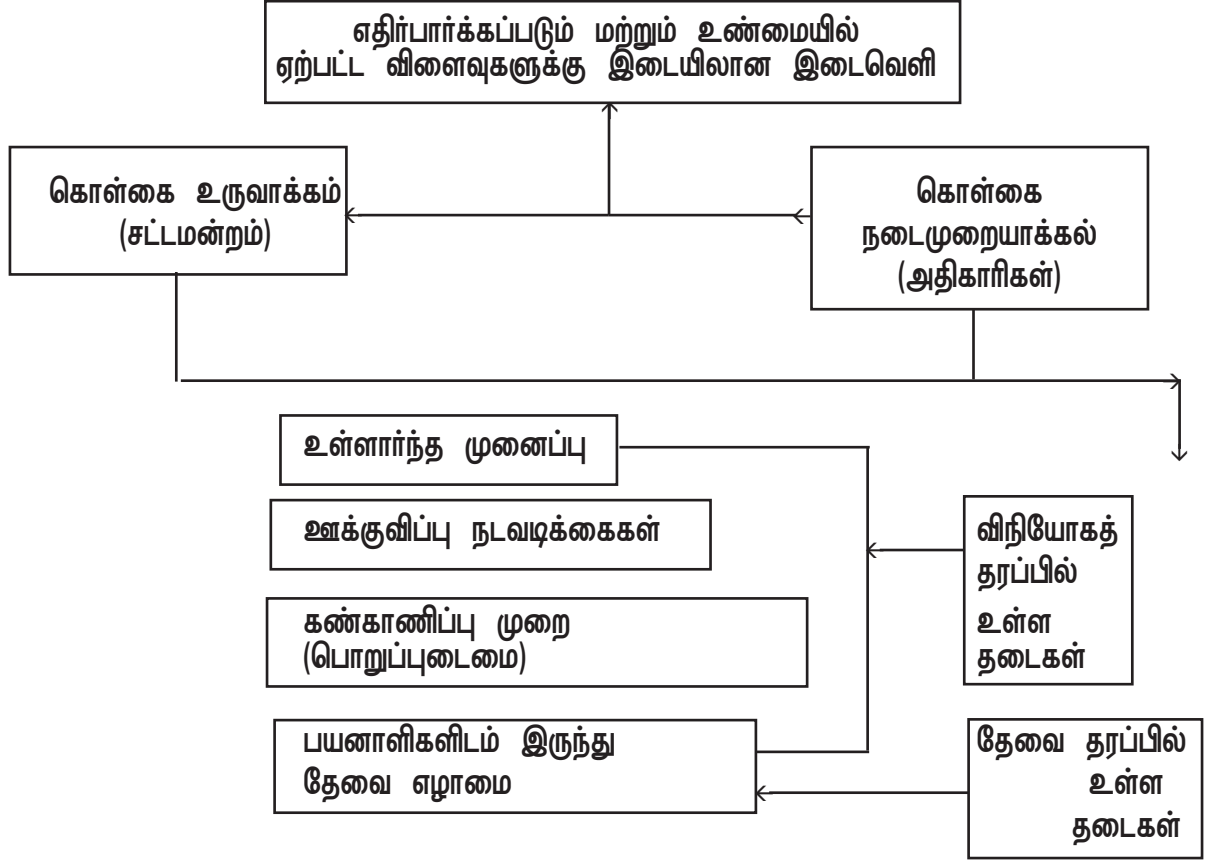 எதிர்பார்க்கப்படும் மற்றும் உண்மையில்
ஏற்பட்ட விளைவுகளுக்கு இடையிலான இடைவெளி
கொள்கை உருவாக்கம்
(சட்டமன்றம்)
கொள்கை
நடைமுறையாக்கல்
(அதிகாரிகள்)
உள்ளார்ந்த முனைப்பு
ஊக்குவிப்பு நடவடிக்கைகள்
கண்காணிப்பு முறை
(பொறுப்புடைமை)
பயனாளிகளிடம் இருந்து
தேவை எழாமை
விநியோகத்
தரப்பில்
உள்ள
தடைகள்
தேவை தரப்பில்
உள்ள
தடைகள்